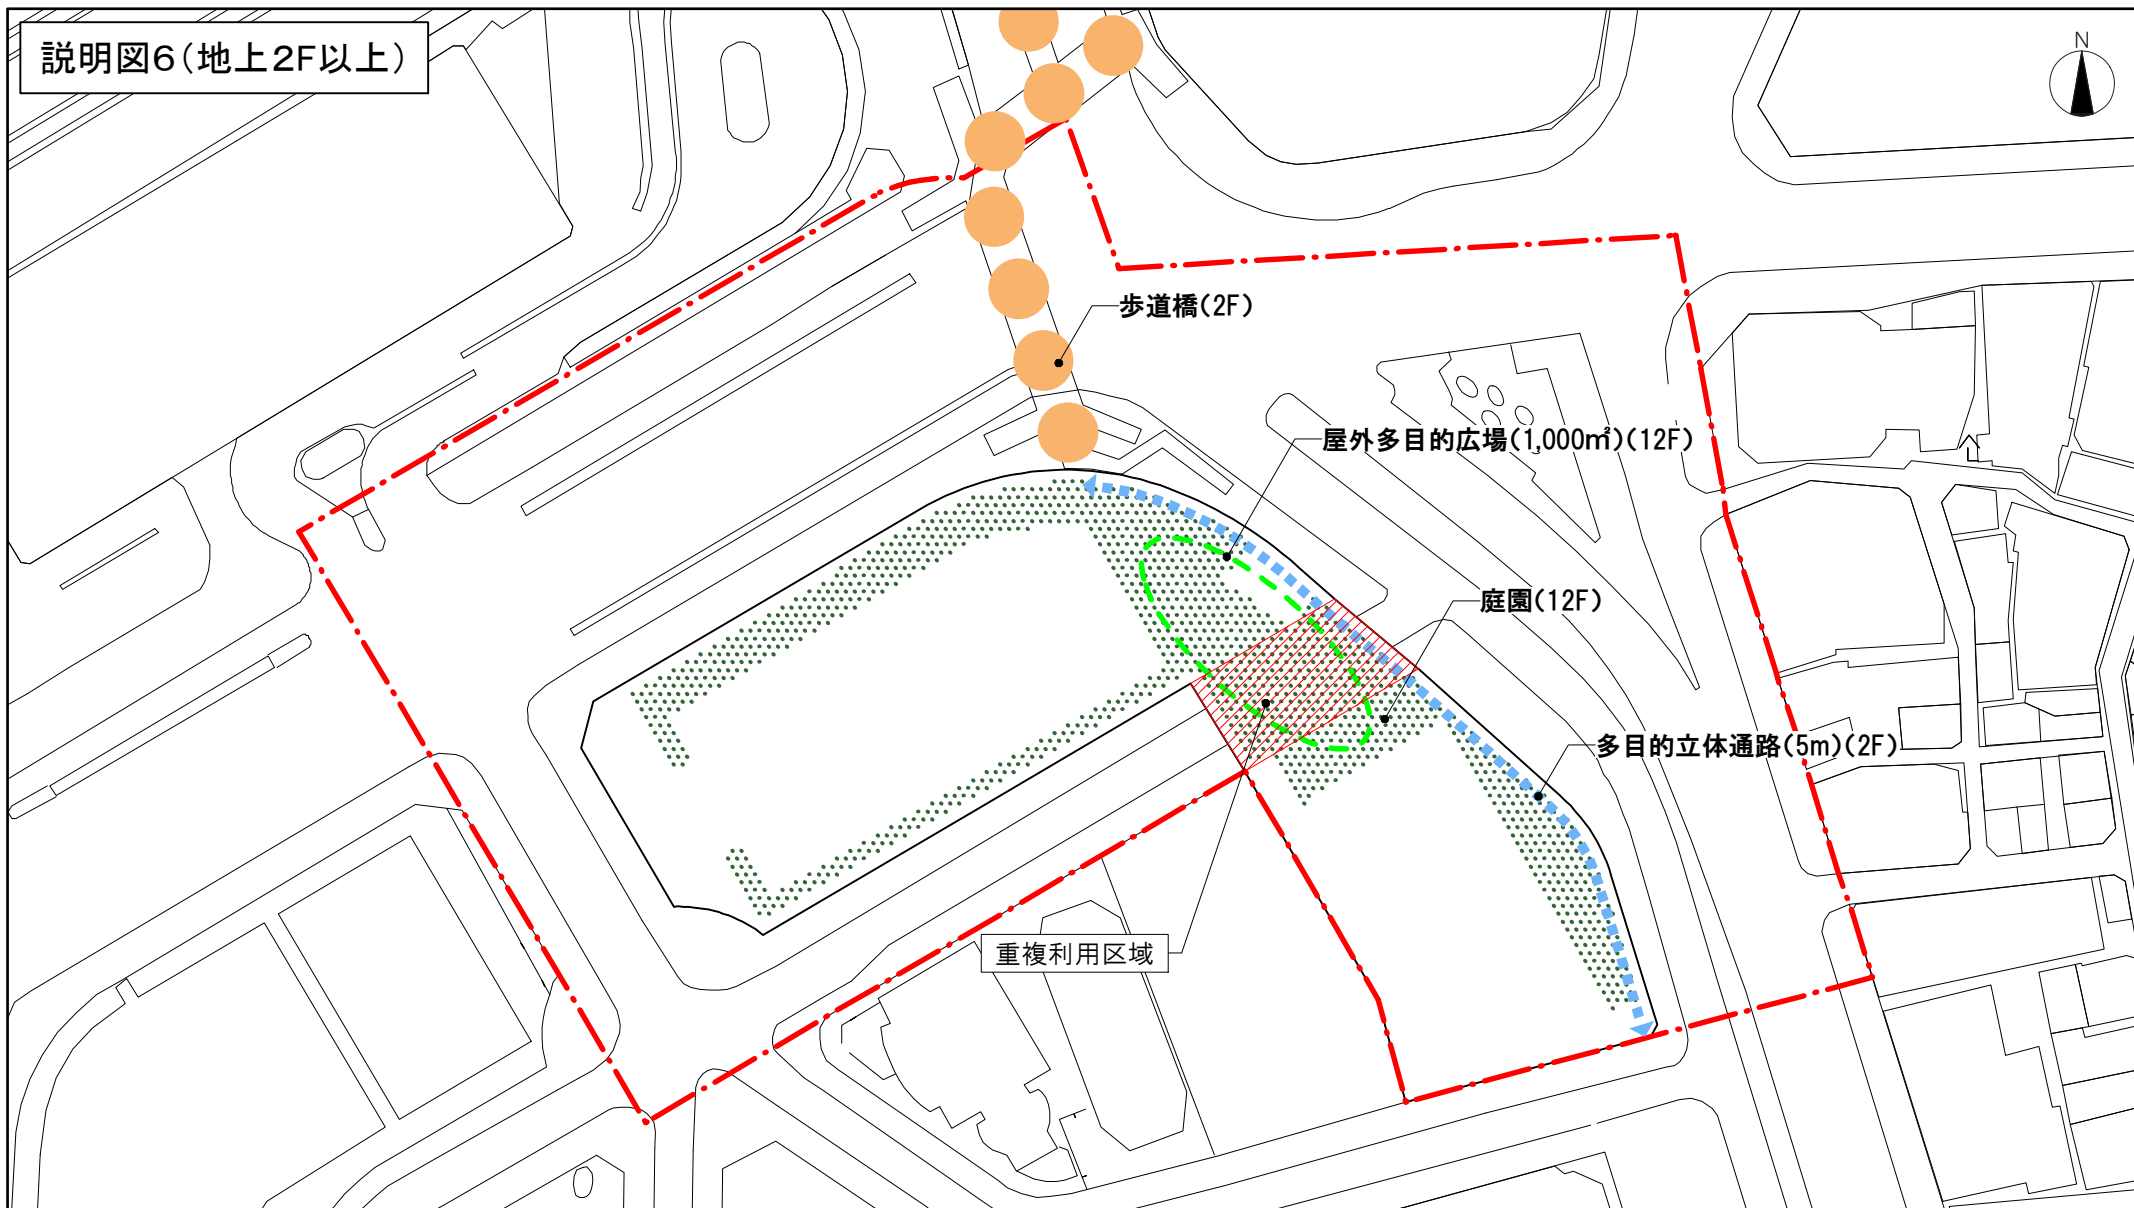 説明図6(地上2F以上)
N
歩道橋(2F)
屋外多目的広場(1,000㎡)(12F)
庭園(12F)
多目的立体通路(5m)(2F)
重複利用区域